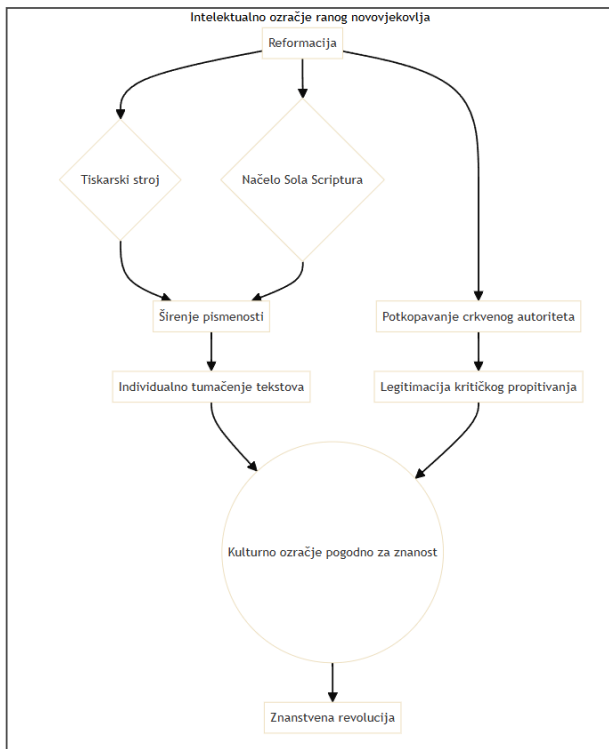 Intelektualno ozračje ranog novovjekovlja
Reformacija
Tiskarski stroj
Načelo Sola Scriptura
Širenje pismenosti
Potkopavanje crkvenog autoriteta
Individualno tumačenje tekstova
Legitimacija kritičkog propitivanja
Kulturno ozračje pogodno za znanost
Znanstvena revolucija